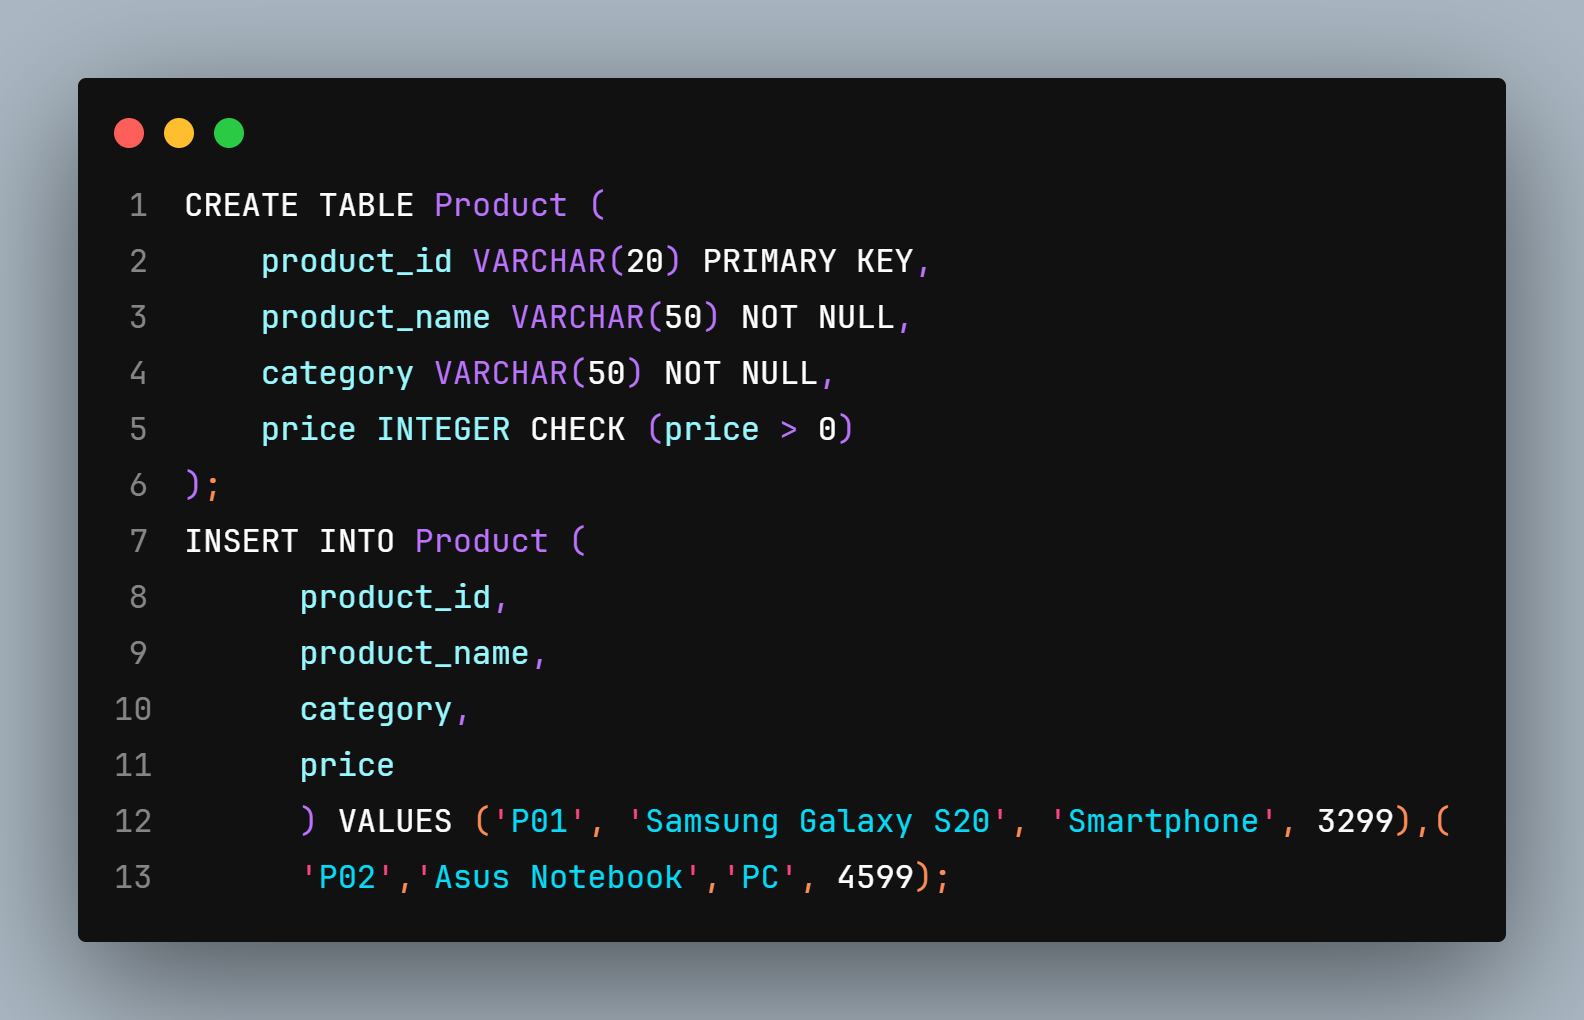 1 CREATE TABLE Product (
2     product_id VARCHAR(20) PRIMARY KEY,
3     product_name VARCHAR(50) NOT NULL,
4     category VARCHAR(50) NOT NULL,
5     price INTEGER CHECK (price > 0)
6 );
7 INSERT INTO Product (
8       product_id,
9       product_name,
10       category,
11       price
12       ) VALUES ('P01', 'Samsung Galaxy S20', 'Smartphone', 3299),(
13       'P02','Asus Notebook','PC', 4599);